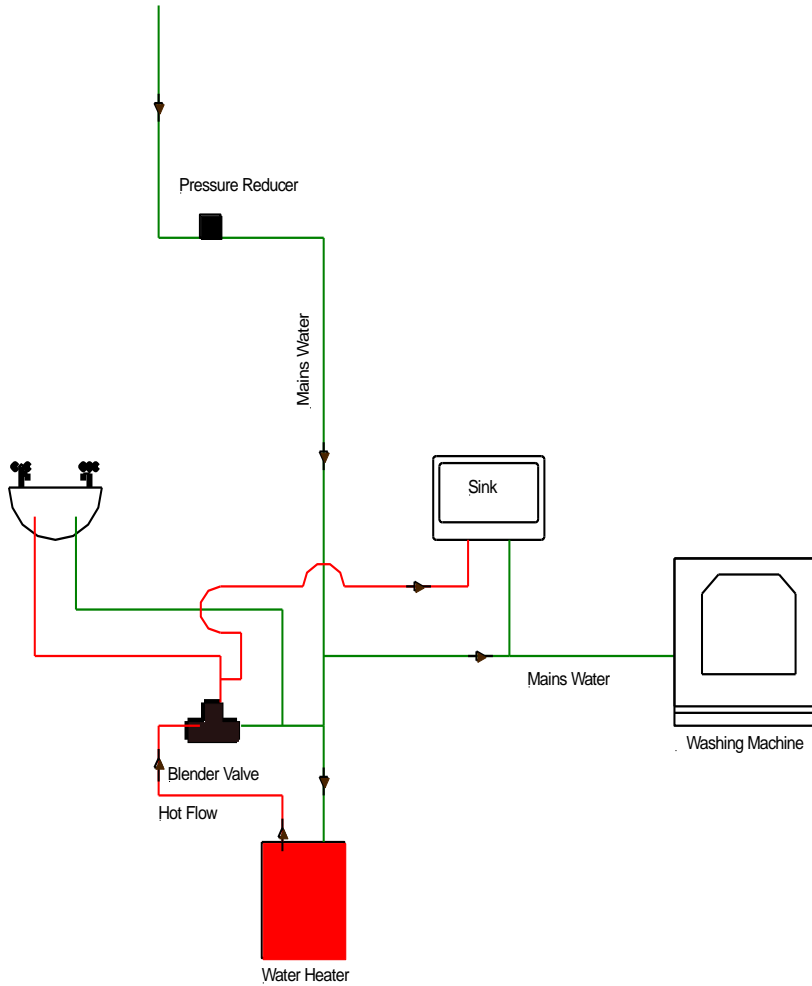 Pressure Reducer
Mains Water
Sink
Mains Water
Washing Machine
Blender Valve
Hot Flow
Water Heater